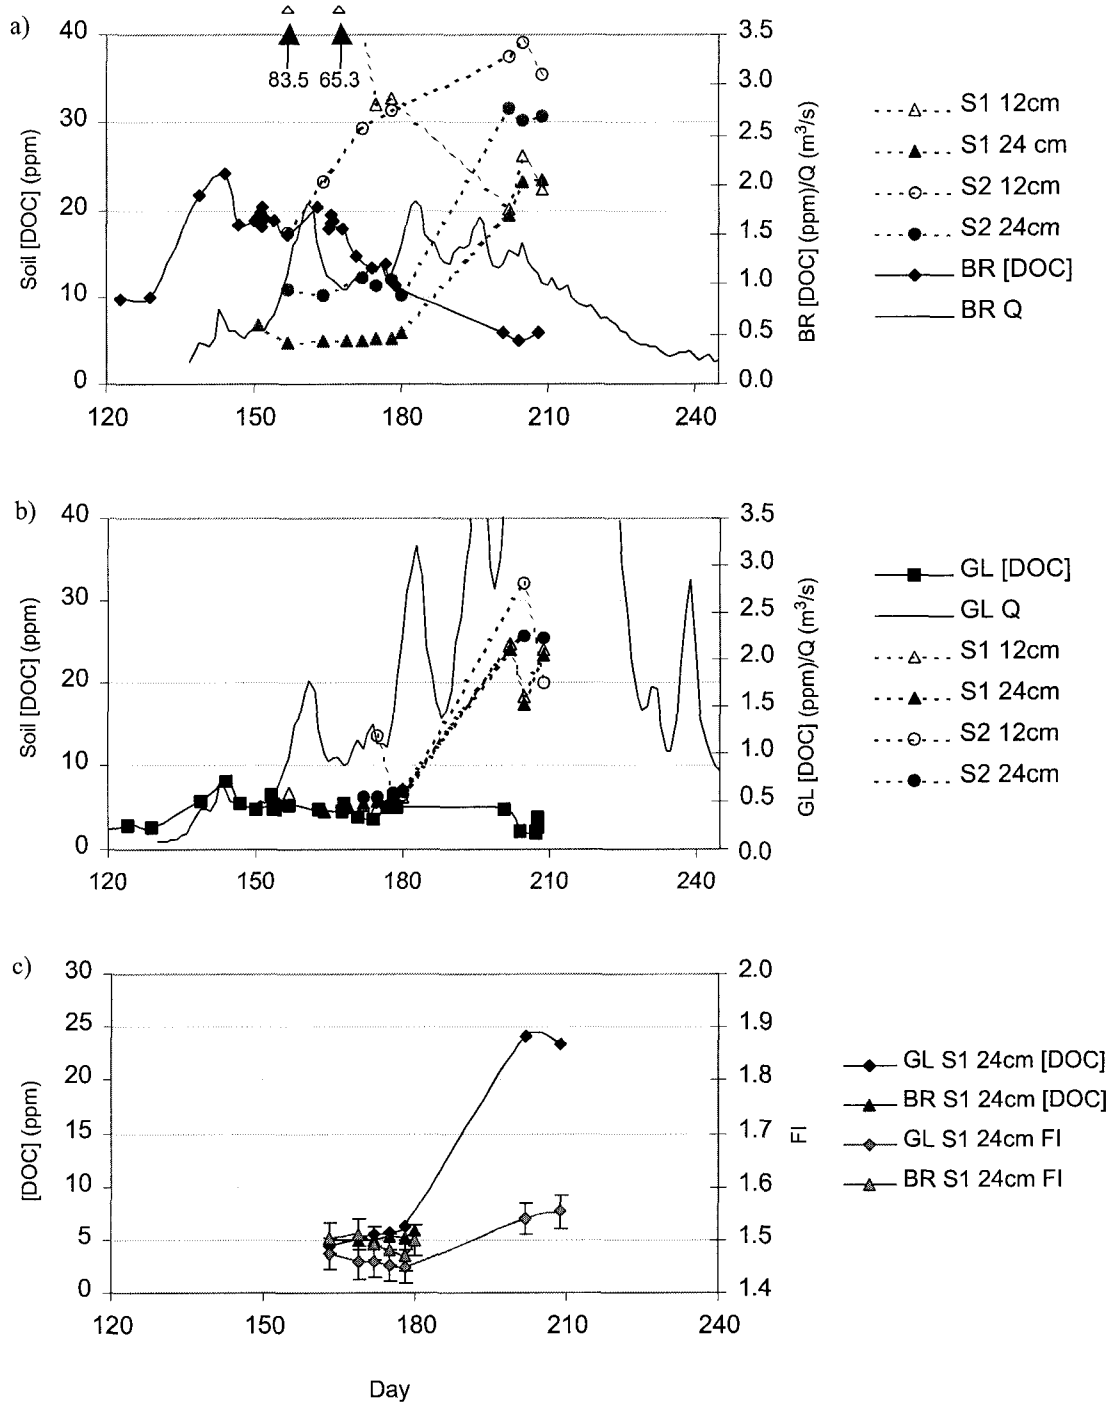 a)
40
30
20
10
0
Soil [DOC] (ppm)
83.5
65.3
3.5
3.0
2.5
2.0
1.5
1.0
0.5
0.0
BR [DOC] (ppm)/Q (m³/s)
120 150 180 210 240
S1 12cm
S1 24 cm
S2 12cm
S2 24cm
BR [DOC]
BR Q
b)
40
30
20
10
0
Soil [DOC] (ppm)
3.5
3.0
2.5
2.0
1.5
1.0
0.5
0.0
GL [DOC] (ppm)/Q (m³/s)
120 150 180 210 240
GL [DOC]
GL Q
S1 12cm
S1 24cm
S2 12cm
S2 24cm
c)
30
25
20
15
10
5
0
[DOC] (ppm)
2.0
1.9
1.8
1.7
1.6
1.5
1.4
FI
120 150 180 210 240
Day
GL S1 24cm [DOC]
BR S1 24cm [DOC]
GL S1 24cm FI
BR S1 24cm FI